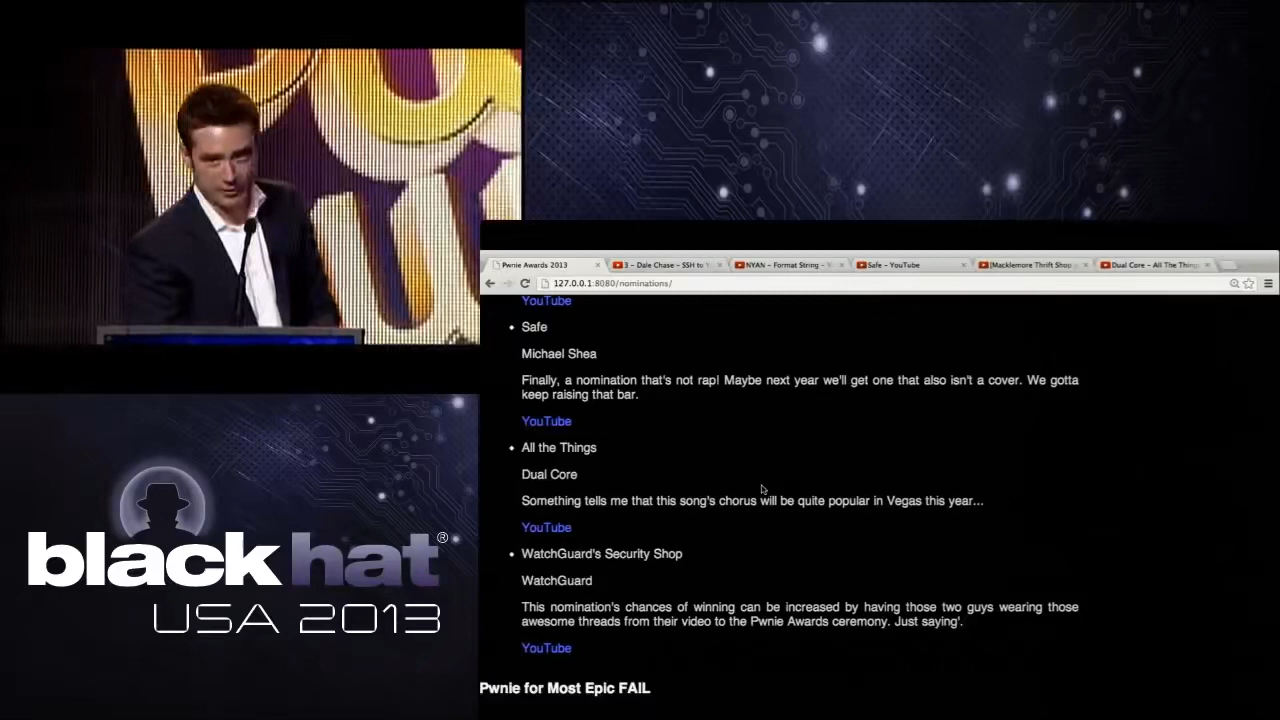 Pwnie Awards 2013
3 - Dale Chase - SSH to Y
NYAN - Format String -
Safe - YouTube
[Macklemore Thrift Shop
Dual Core - All The Thing
127.0.0.1:8080/nominations/
YouTube
• Safe
Michael Shea
Finally, a nomination that's not rap! Maybe next year we'll get one that also isn't a cover. We gotta
keep raising that bar.
YouTube
• All the Things
Dual Core
Something tells me that this song's chorus will be quite popular in Vegas this year...
YouTube
• WatchGuard's Security Shop
WatchGuard
This nomination's chances of winning can be increased by having those two guys wearing those
awesome threads from their video to the Pwnie Awards ceremony. Just saying'.
YouTube
Pwnie for Most Epic FAIL
blackhat®
USA 2013